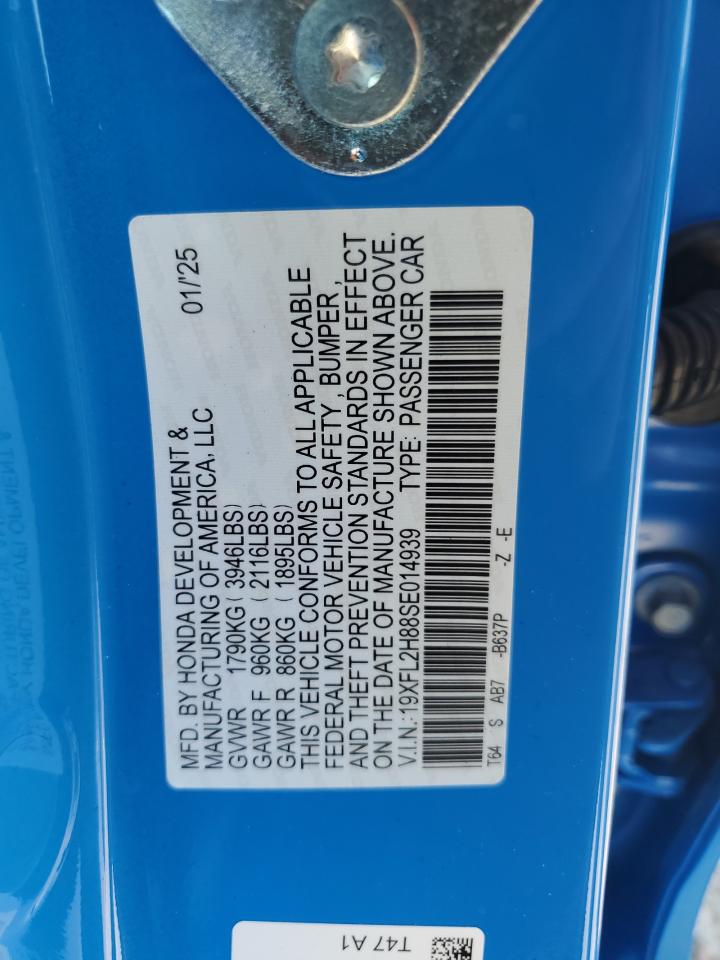 MFD. BY HONDA DEVELOPMENT & 01/'25
MANUFACTURING OF AMERICA, LLC
GVWR 1790KG (3946LBS)
GAWR F 960KG (2116LBS)
GAWR R 860KG (1895LBS)
THIS VEHICLE CONFORMS TO ALL APPLICABLE
FEDERAL MOTOR VEHICLE SAFETY, BUMPER,
AND THEFT PREVENTION STANDARDS IN EFFECT
ON THE DATE OF MANUFACTURE SHOWN ABOVE.
V.I.N.:19XFL2H88SE014939 TYPE: PASSENGER CAR
T64 S AB7 -B637P -Z -E
T47 A1